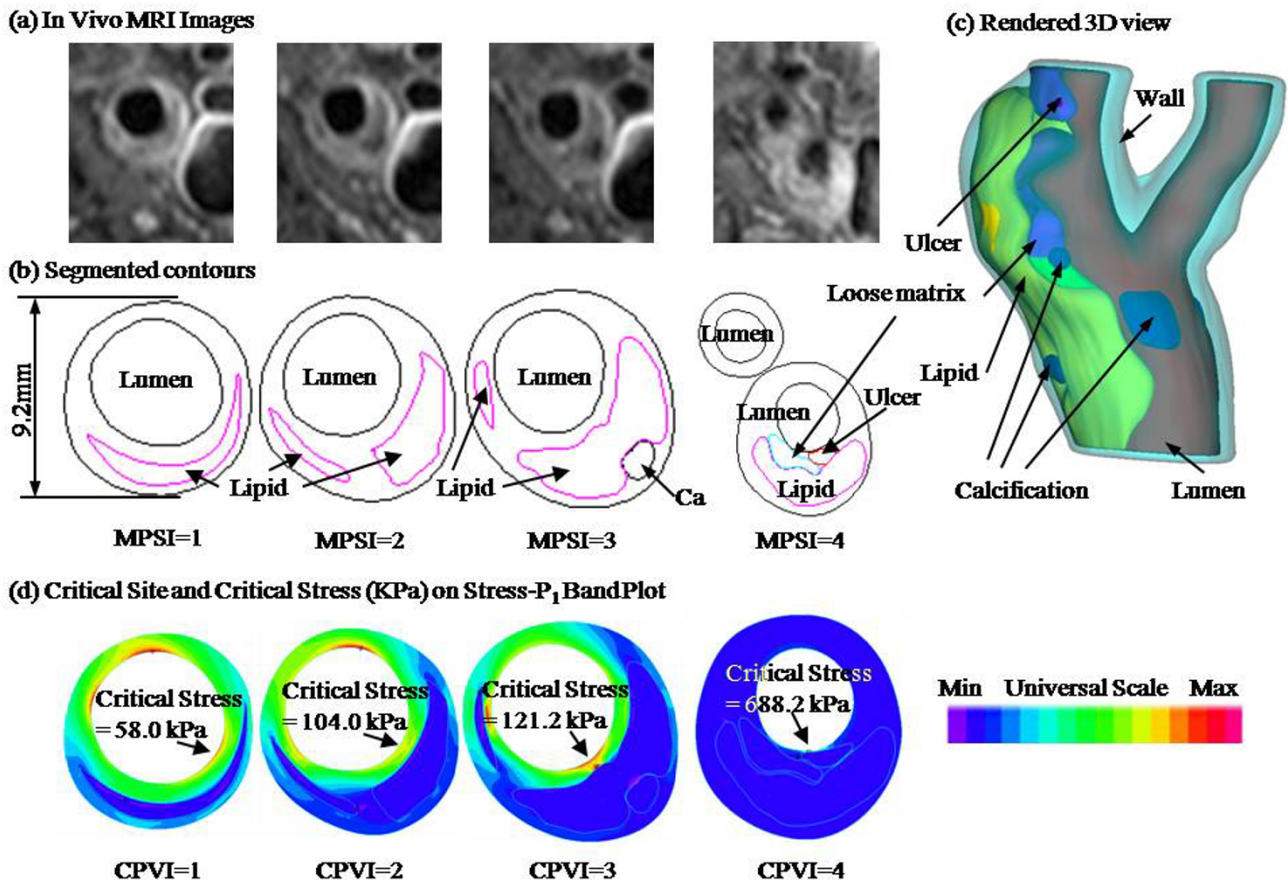 (a) In Vivo MRI Images
(c) Rendered 3D view
Wall
Ulcer
Loose matrix
Lipid
Calcification
Lumen
(b) Segmented contours
9.2mm
Lumen
Lumen
Lumen
Lumen
Lumen
Ulcer
Lipid
Lipid
Lipid
Ca
MPSI=1
MPSI=2
MPSI=3
MPSI=4
(d) Critical Site and Critical Stress (KPa) on Stress-P1 Band Plot
Critical Stress
= 58.0 kPa
Critical Stress
= 104.0 kPa
Critical Stress
= 121.2 kPa
Critical Stress
= 688.2 kPa
Min Universal Scale Max
CPVI=1
CPVI=2
CPVI=3
CPVI=4